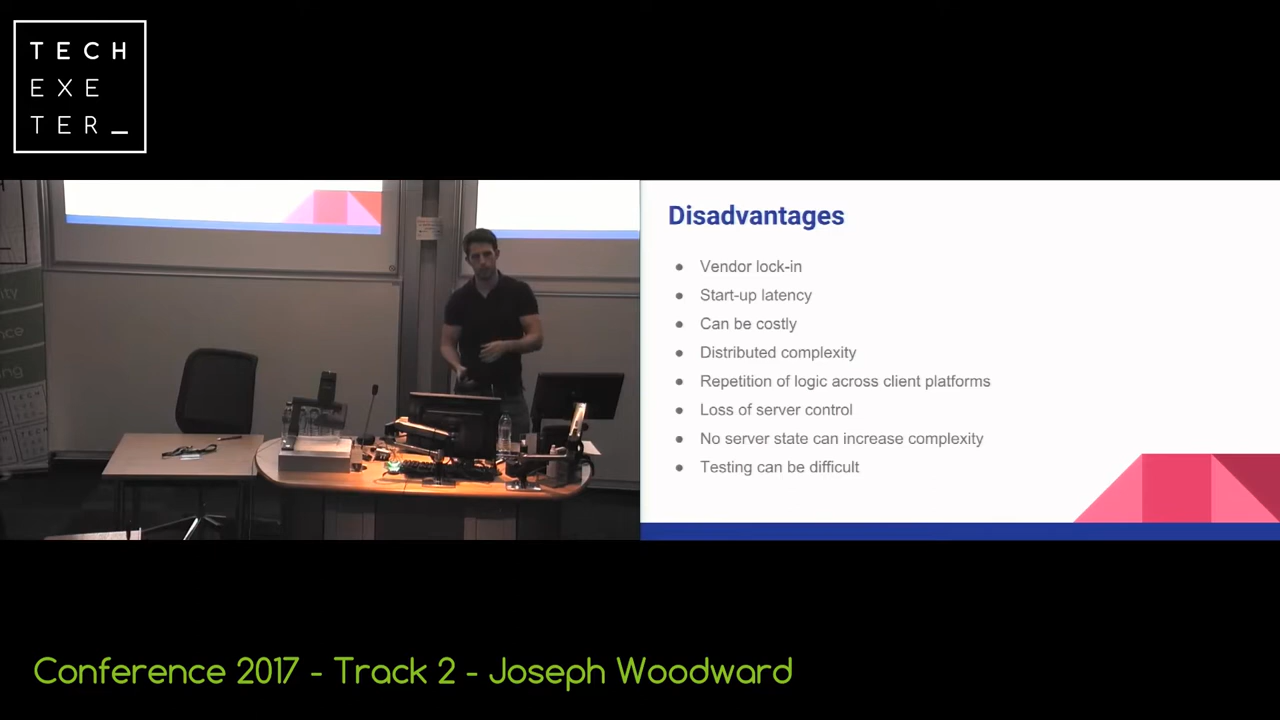 TECH
EXE
TER_
Disadvantages
● Vendor lock-in
● Start-up latency
● Can be costly
● Distributed complexity
● Repetition of logic across client platforms
● Loss of server control
● No server state can increase complexity
● Testing can be difficult
Conference 2017 - Track 2 - Joseph Woodward